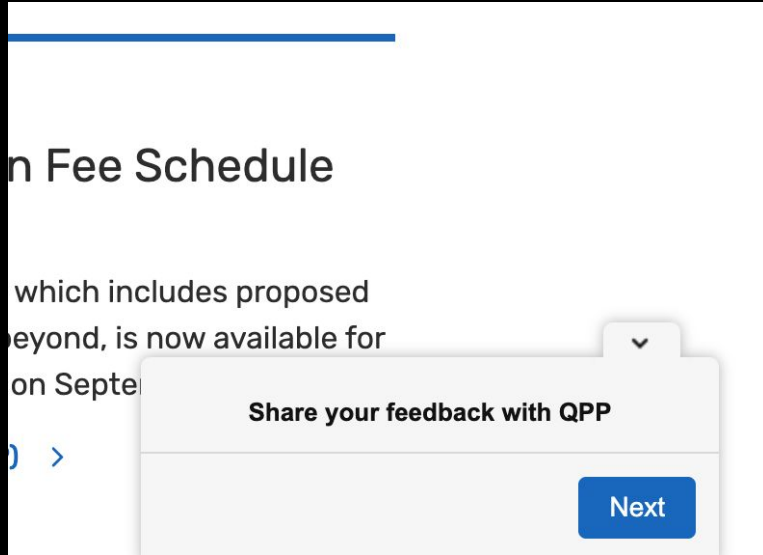 n Fee Schedule
which includes proposed
eyond, is now available for
on Septe
Share your feedback with QPP
Next